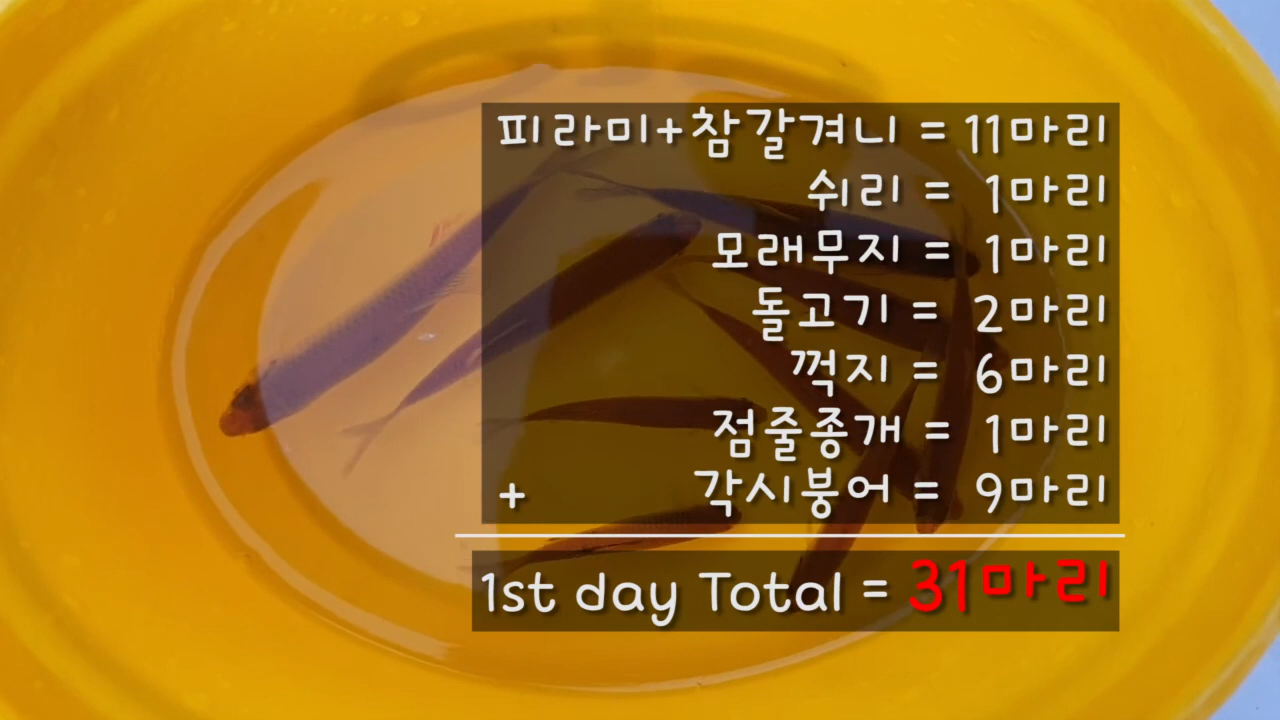 피라미+참갈겨니 = 11마리
쉬리 = 1마리
모래무지 = 1마리
돌고기 = 2마리
꺽지 = 6마리
점줄종개 = 1마리
+ 각시붕어 = 9마리
1st day Total = 31마리